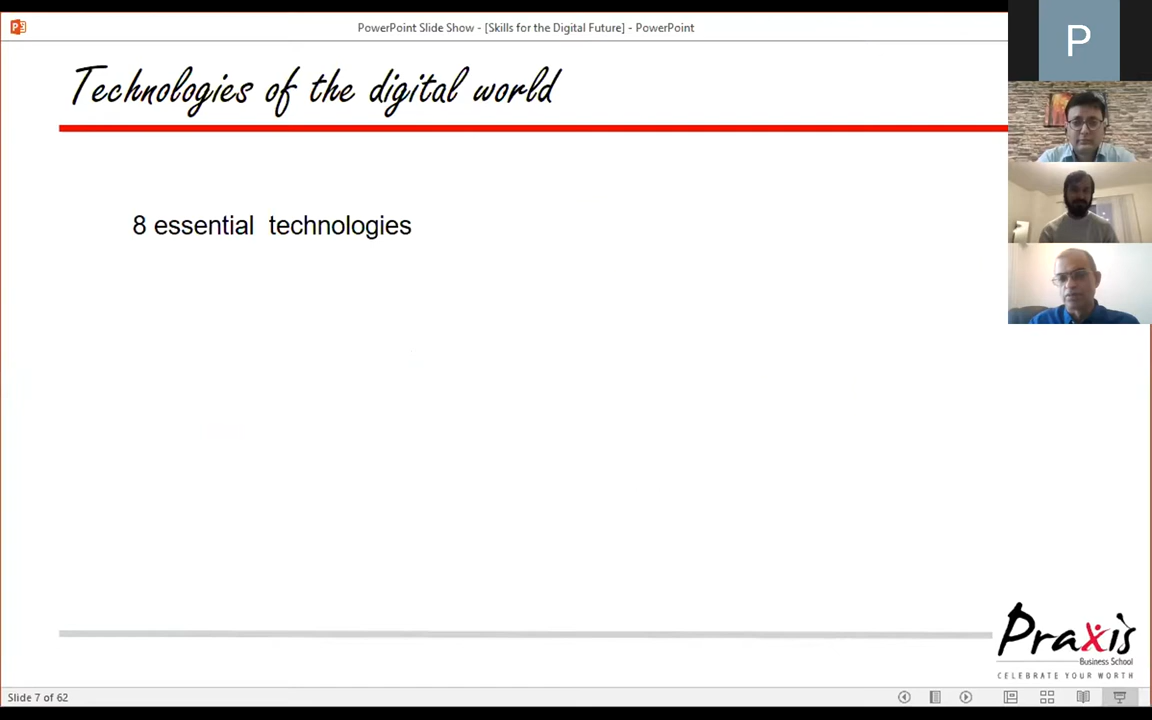 PowerPoint Slide Show - [Skills for the Digital Future] - PowerPoint
P
Technologies of the digital world
8 essential  technologies
Praxis
Business School
CELEBRATE YOUR WORTH
Slide 7 of 62